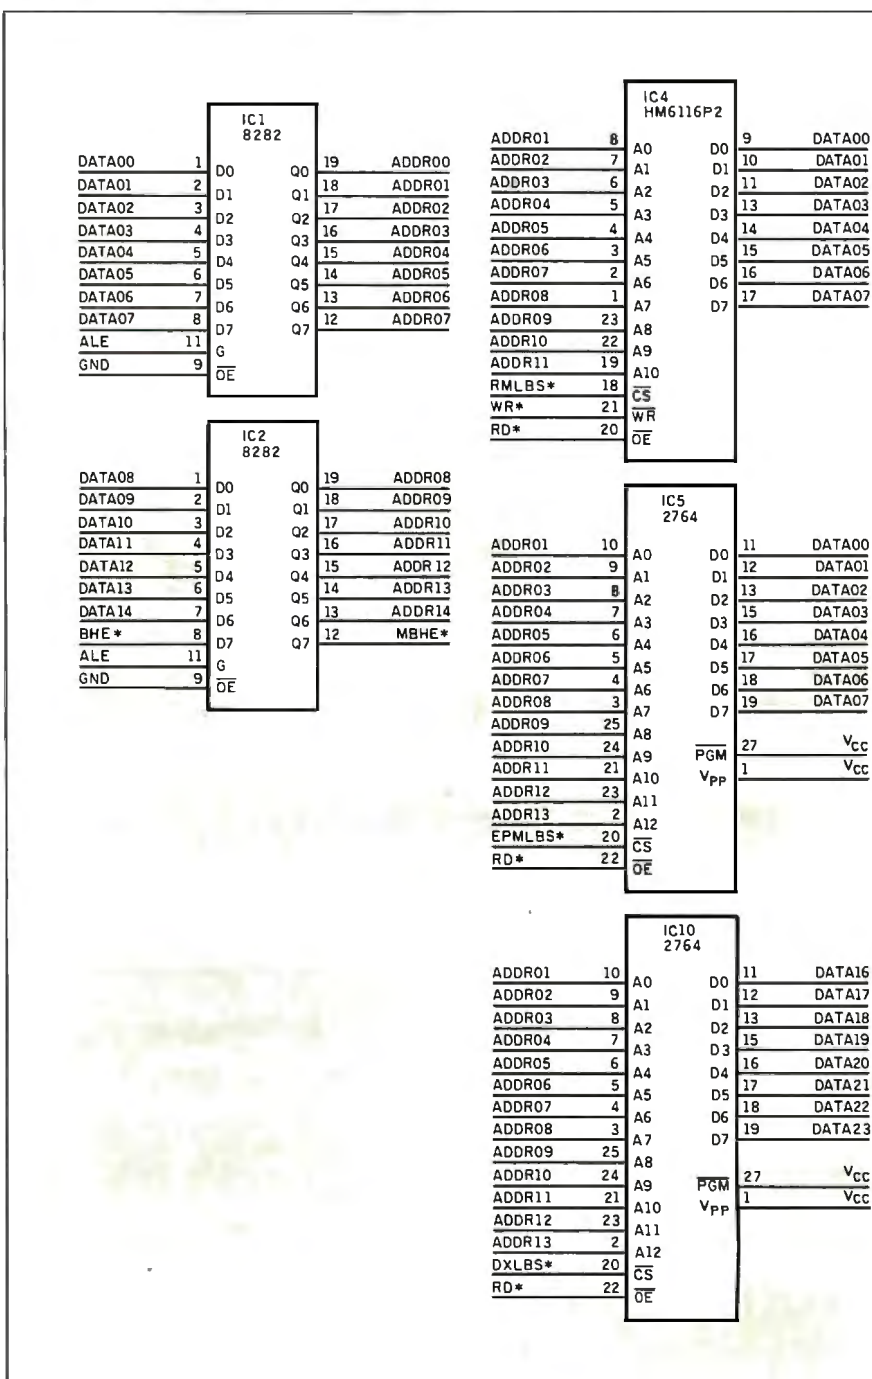 IC1
8282
DATA00 1 D0 Q0 19 ADDR00
DATA01 2 D1 Q1 18 ADDR01
DATA02 3 D2 Q2 17 ADDR02
DATA03 4 D3 Q3 16 ADDR03
DATA04 5 D4 Q4 15 ADDR04
DATA05 6 D5 Q5 14 ADDR05
DATA06 7 D6 Q6 13 ADDR06
DATA07 8 D7 Q7 12 ADDR07
ALE 11 G
GND 9 OE
IC2
8282
DATA08 1 D0 Q0 19 ADDR08
DATA09 2 D1 Q1 18 ADDR09
DATA10 3 D2 Q2 17 ADDR10
DATA11 4 D3 Q3 16 ADDR11
DATA12 5 D4 Q4 15 ADDR 12
DATA13 6 D5 Q5 14 ADDR13
DATA14 7 D6 Q6 13 ADDR14
BHE* 8 D7 Q7 12 MBHE*
ALE 11 G
GND 9 OE
IC4
HM6116P2
ADDR01 8 A0 D0 9 DATA00
ADDR02 7 A1 D1 10 DATA01
ADDR03 6 A2 D2 11 DATA02
ADDR04 5 A3 D3 13 DATA03
ADDR05 4 A4 D4 14 DATA04
ADDR06 3 A5 D5 15 DATA05
ADDR07 2 A6 D6 16 DATA06
ADDR08 1 A7 D7 17 DATA07
ADDR09 23 A8
ADDR10 22 A9
ADDR11 19 A10
RMLBS* 18 CS
WR* 21 WR
RD* 20 OE
IC5
2764
ADDR01 10 A0 D0 11 DATA00
ADDR02 9 A1 D1 12 DATA01
ADDR03 8 A2 D2 13 DATA02
ADDR04 7 A3 D3 15 DATA03
ADDR05 6 A4 D4 16 DATA04
ADDR06 5 A5 D5 17 DATA05
ADDR07 4 A6 D6 18 DATA06
ADDR08 3 A7 D7 19 DATA07
ADDR09 25 A8
ADDR10 24 A9 PGM 27 VCC
ADDR11 21 A10 VPP 1 VCC
ADDR12 23 A11
ADDR13 2 A12
EPMLBS* 20 CS
RD* 22 OE
IC10
2764
ADDR01 10 A0 D0 11 DATA16
ADDR02 9 A1 D1 12 DATA17
ADDR03 8 A2 D2 13 DATA18
ADDR04 7 A3 D3 15 DATA19
ADDR05 6 A4 D4 16 DATA20
ADDR06 5 A5 D5 17 DATA21
ADDR07 4 A6 D6 18 DATA22
ADDR08 3 A7 D7 19 DATA23
ADDR09 25 A8
ADDR10 24 A9 PGM 27 VCC
ADDR11 21 A10 VPP 1 VCC
ADDR12 23 A11
ADDR13 2 A12
DXLBS* 20 CS
RD* 22 OE